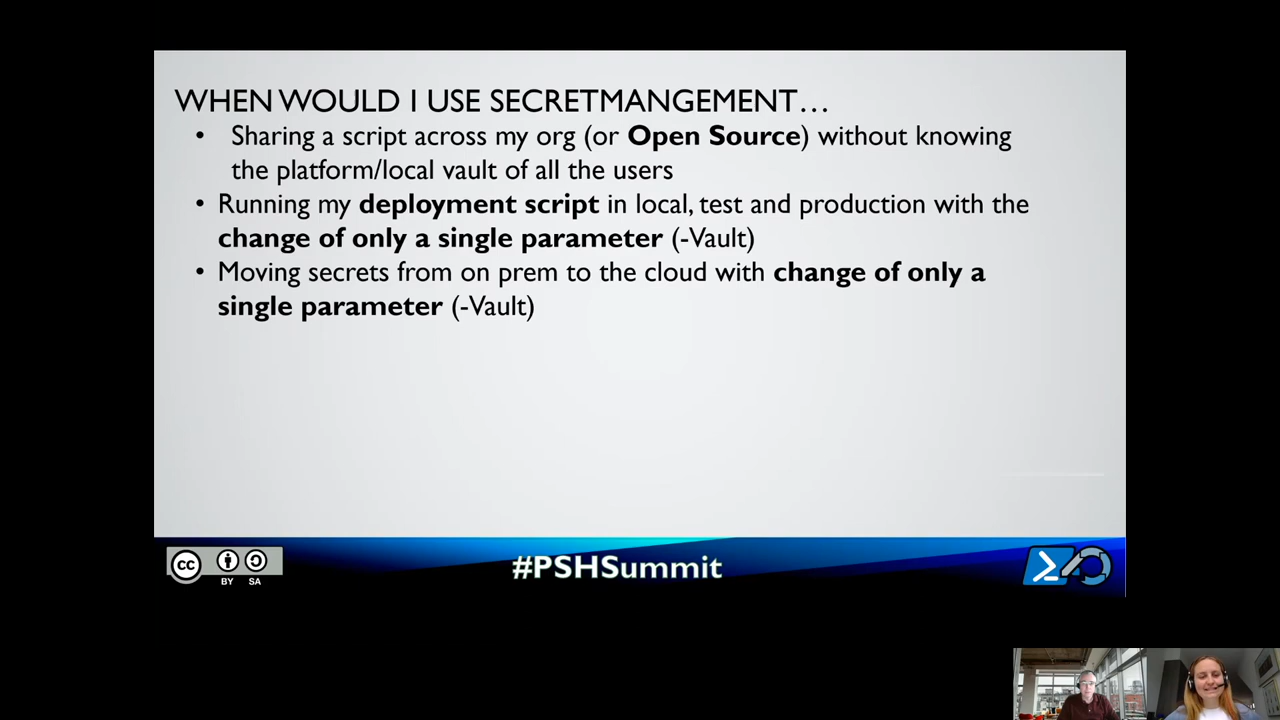 WHEN WOULD I USE SECRETMANGEMENT…
• Sharing a script across my org (or Open Source) without knowing
the platform/local vault of all the users
• Running my deployment script in local, test and production with the
change of only a single parameter (-Vault)
• Moving secrets from on prem to the cloud with change of only a
single parameter (-Vault)
cc
BY SA
#PSHSummit